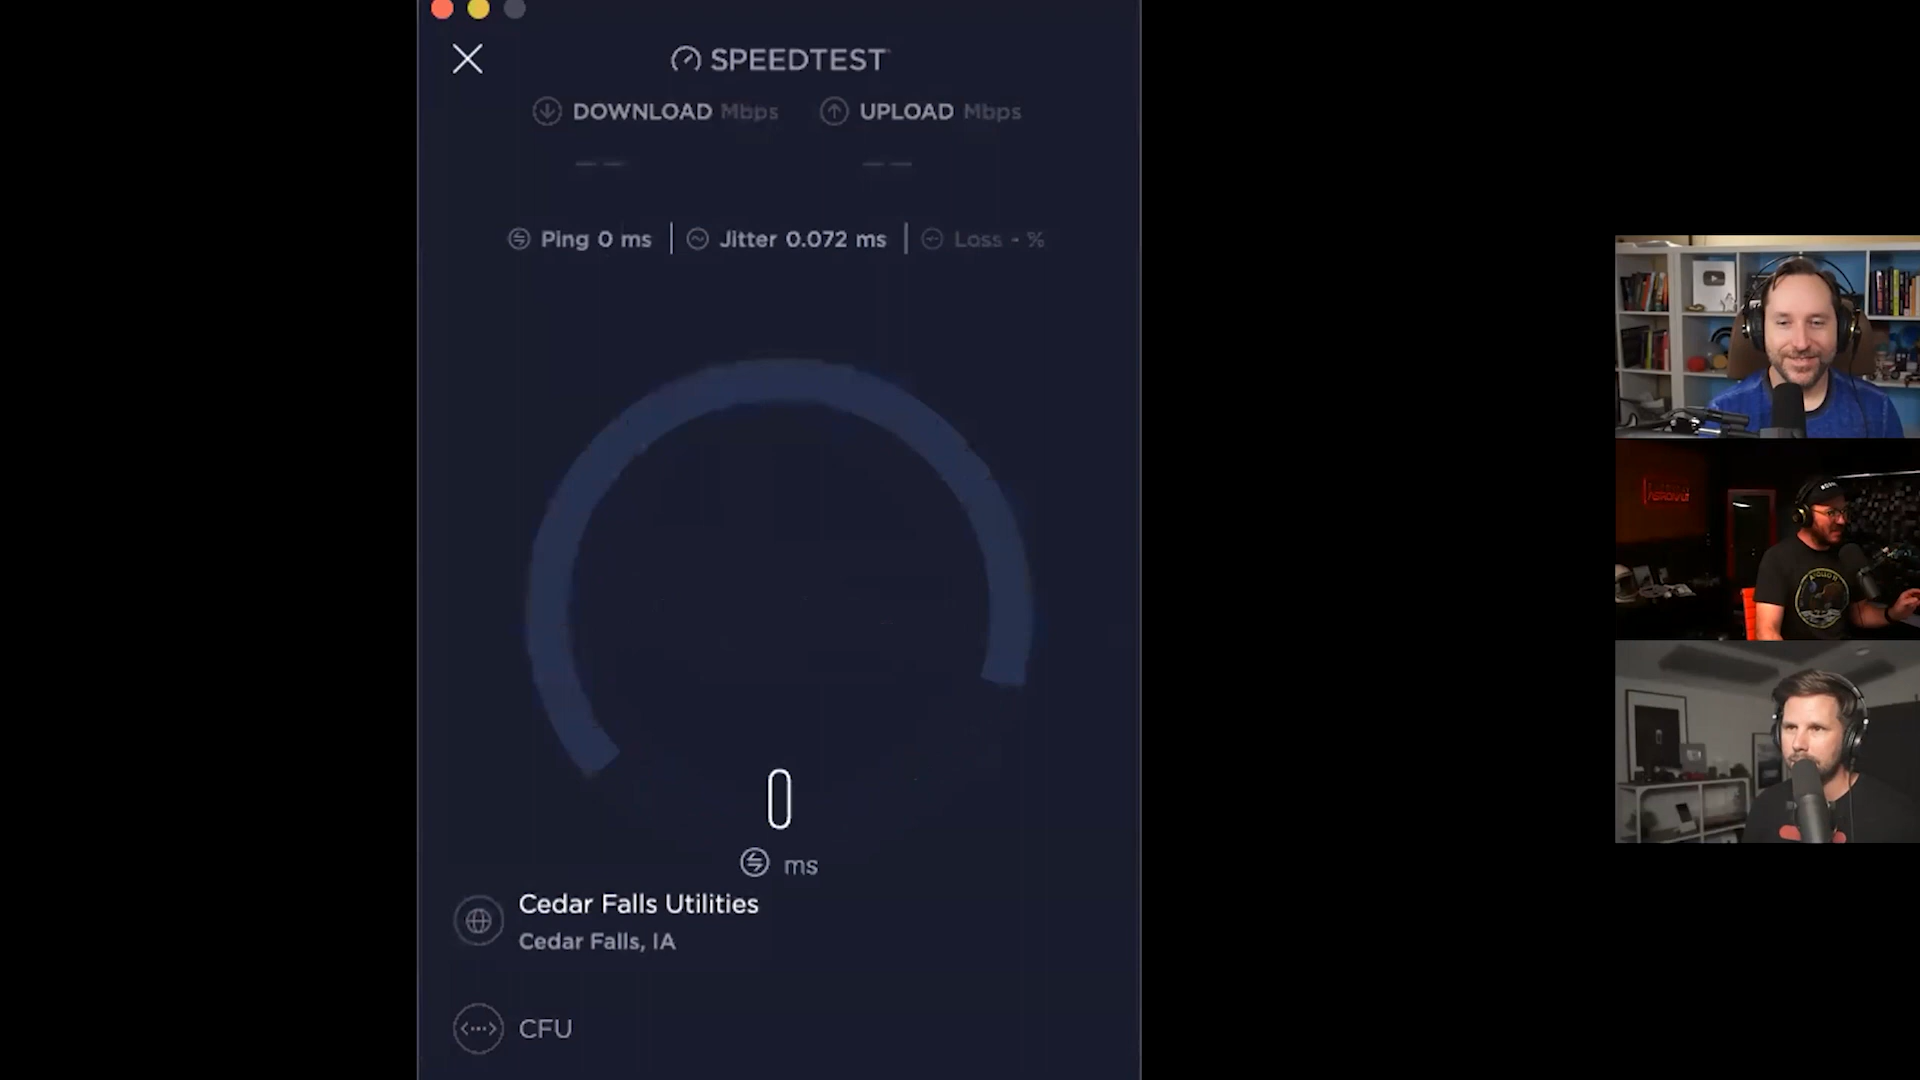 SPEEDTEST
DOWNLOAD Mbps UPLOAD Mbps
Ping 0 ms Jitter 0.072 ms Loss - %
0
ms
Cedar Falls Utilities
Cedar Falls, IA
CFU